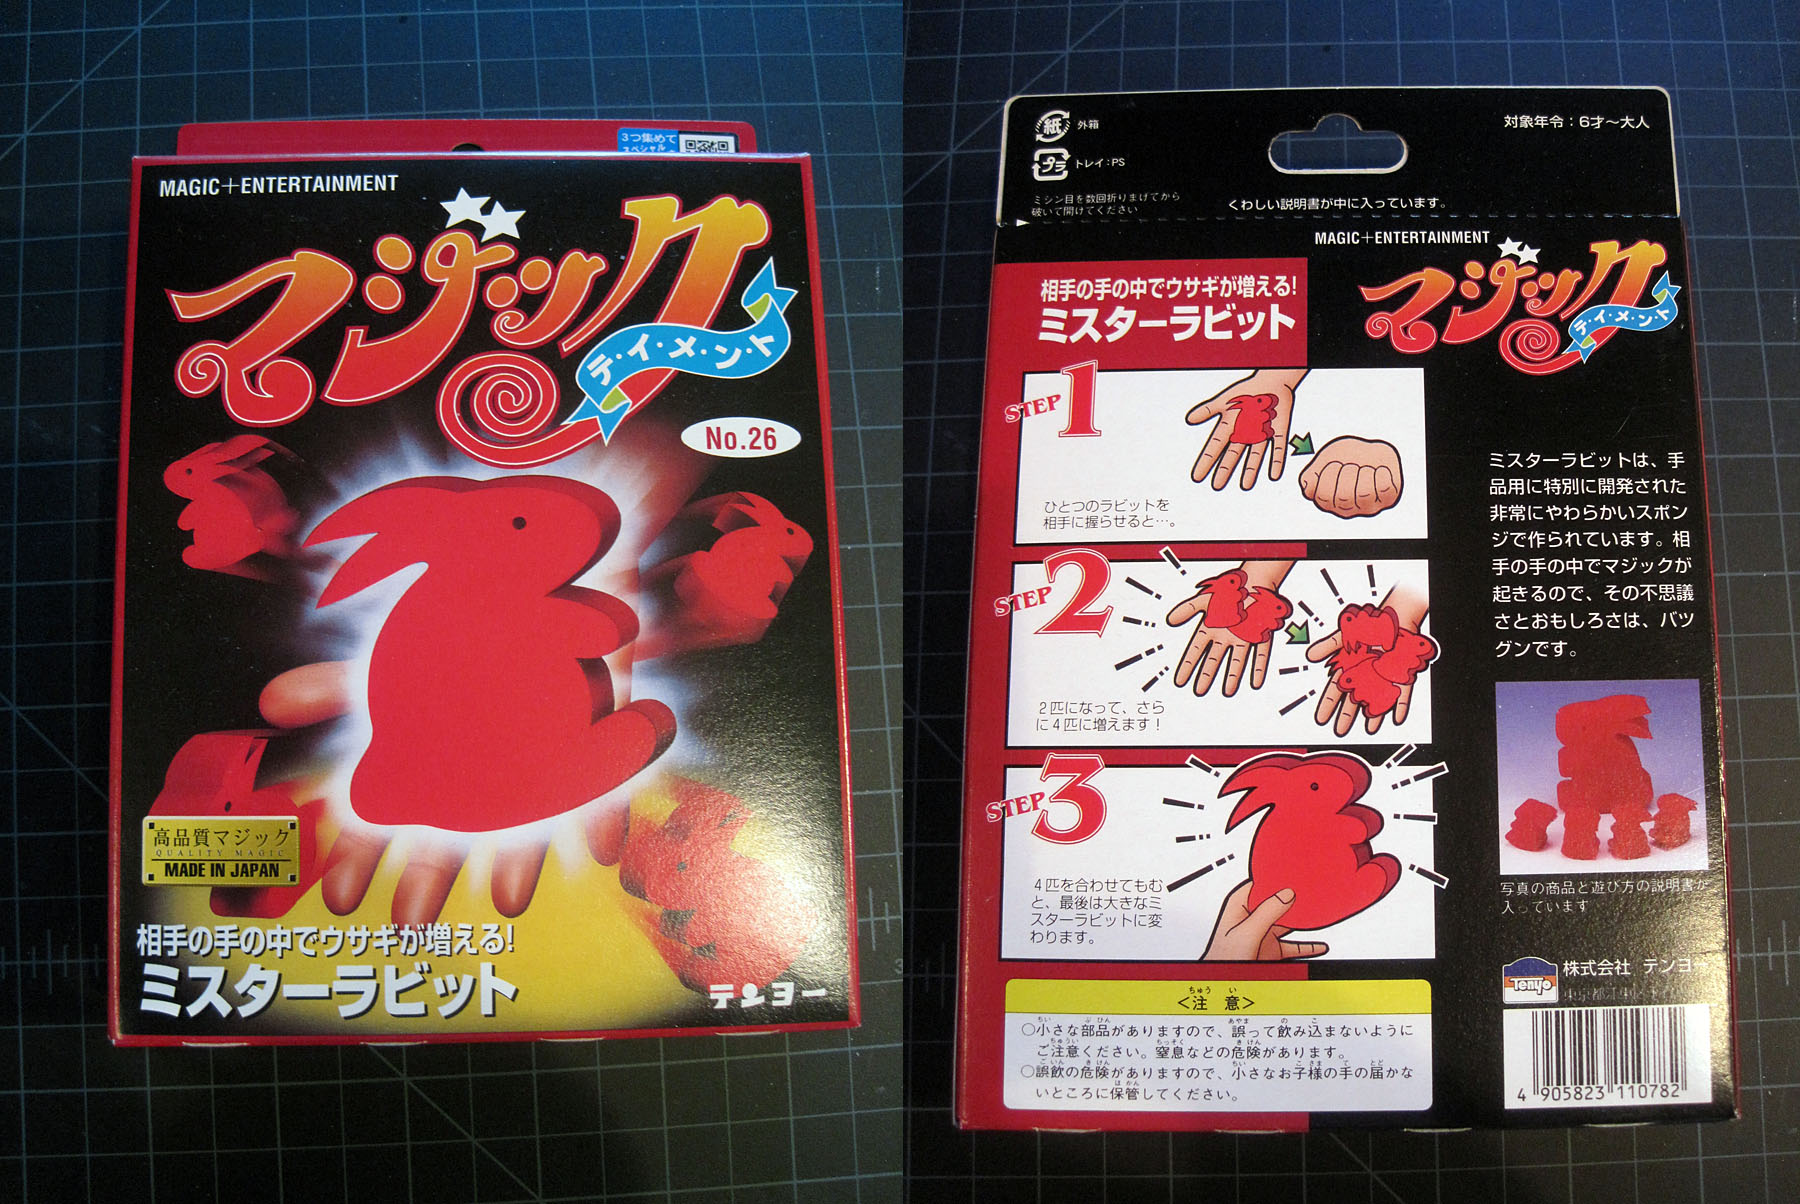 3つ集めて
スペシャル
MAGIC+ENTERTAINMENT
マジック
テ・イ・メ・ン・ト
No.26
高品質マジック
QUALITY MAGIC
MADE IN JAPAN
相手の手の中でウサギが増える!
ミスターラビット
テンヨー
紙 外箱
プラ トレイ:PS
対象年令:6才~大人
ミシン目を数回折りまげてから
破いて開けてください
くわしい説明書が中に入っています。
MAGIC+ENTERTAINMENT
マジック
テ・イ・メ・ン・ト
相手の手の中でウサギが増える!
ミスターラビット
STEP 1
ひとつのラビットを
相手に握らせると…。
STEP 2
2匹になって、さら
に4匹に増えます!
STEP 3
4匹を合わせてもむ
と、最後は大きなミ
スターラビットに変
わります。
ミスターラビットは、手
品用に特別に開発された
非常にやわらかいスポン
ジで作られています。相
手の手の中でマジックが
起きるので、その不思議
さとおもしろさは、バツ
グンです。
写真の商品と遊び方の説明書が
入っています
Tenyo
株式会社 テンヨー
東京都江東
<注意>
ちゅう い
○小さな部品がありますので、誤って飲み込まないように
ご注意ください。窒息などの危険があります。
○誤飲の危険がありますので、小さなお子様の手の届かな
いところに保管してください。
4 905823 110782